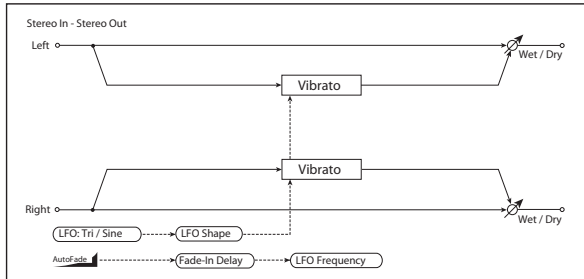 Stereo In - Stereo Out
Left
Wet / Dry
Vibrato
Vibrato
Right
Wet / Dry
LFO: Tri / Sine
LFO Shape
AutoFade
Fade-In Delay
LFO Frequency